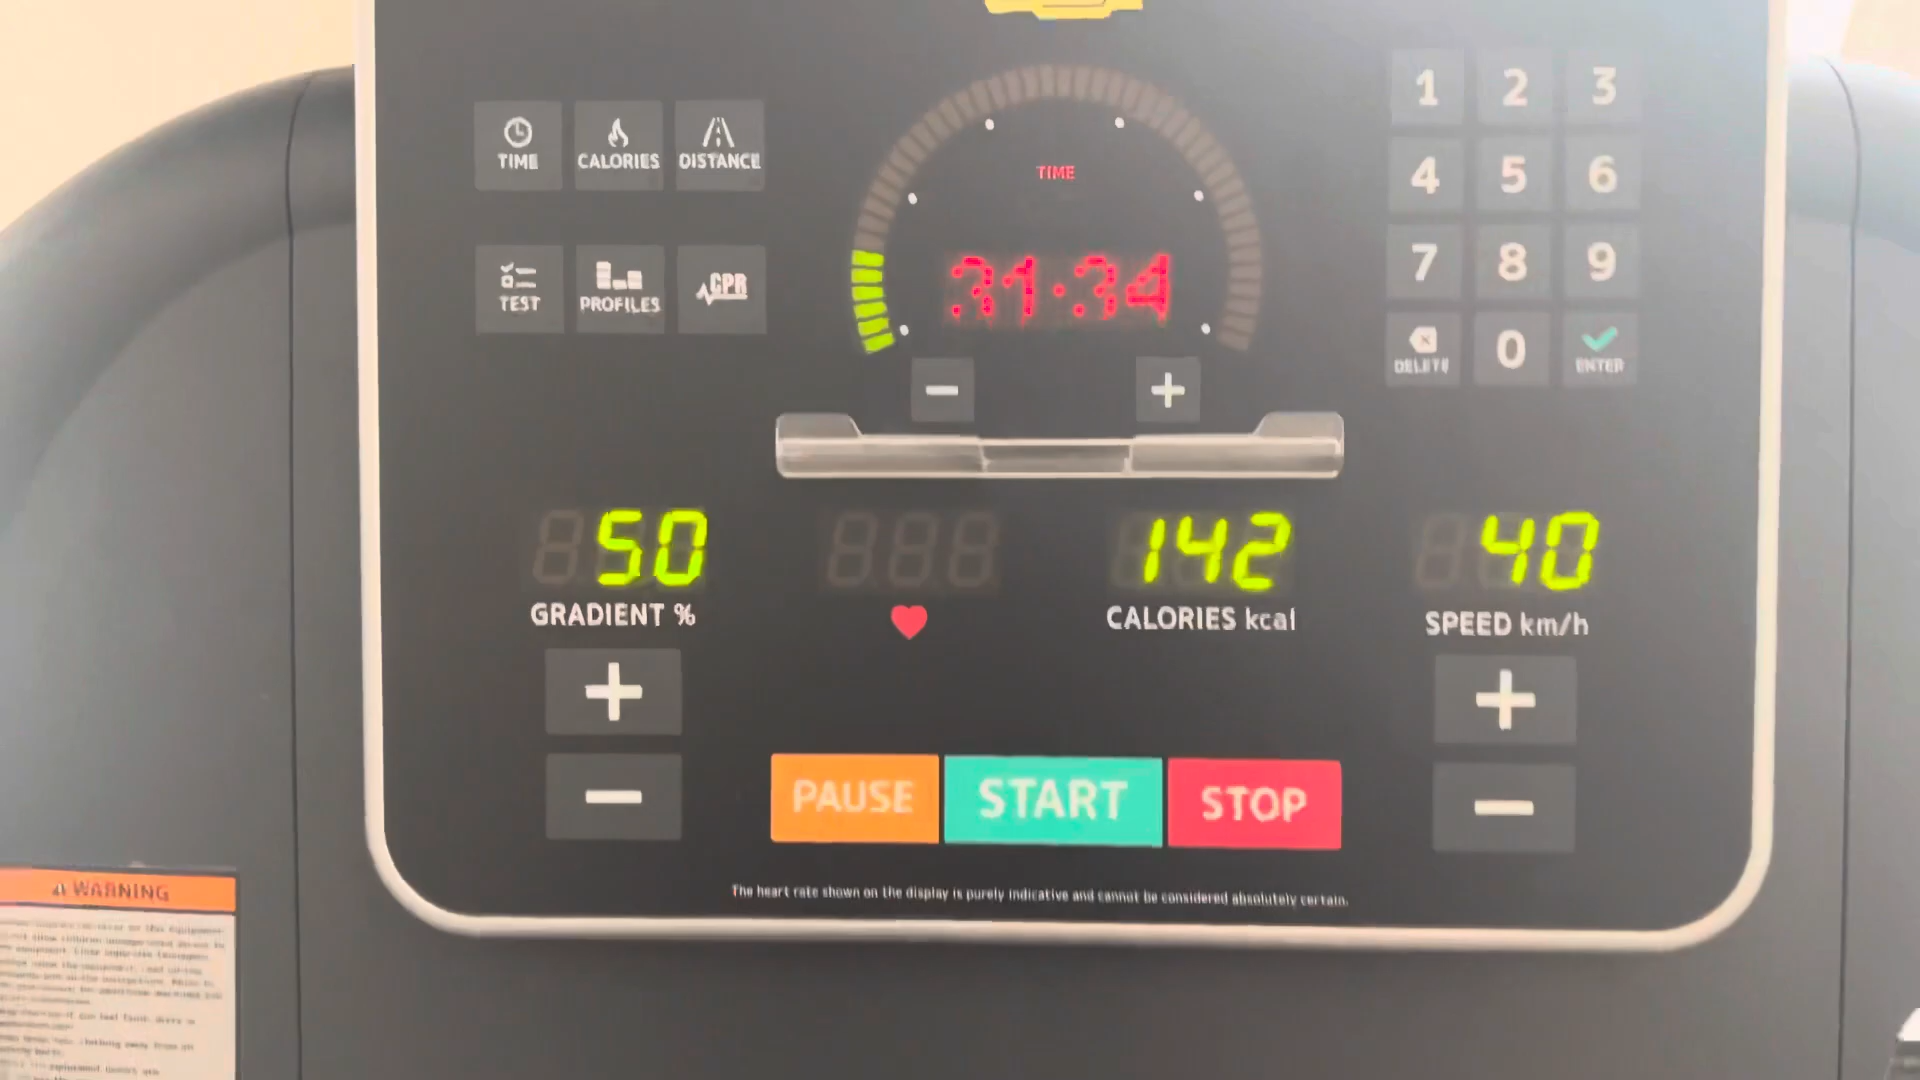 TIME
CALORIES
DISTANCE
TEST
PROFILES
CPR
TIME
31:34
1 2 3
4 5 6
7 8 9
DELETE 0 ENTER
50
142
40
GRADIENT %
CALORIES kcal
SPEED km/h
PAUSE
START
STOP
The heart rate shown on the display is purely indicative and cannot be considered absolutely certain.
WARNING